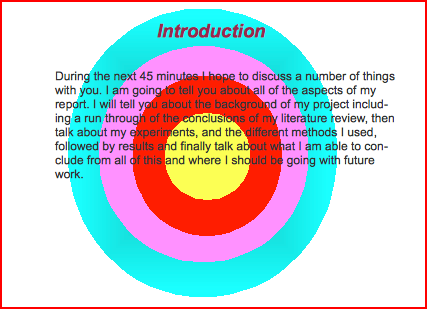 Introduction
During the next 45 minutes I hope to discuss a number of things
with you. I am going to tell you about all of the aspects of my
report. I will tell you about the background of my project includ-
ing a run through of the conclusions of my literature review, then
talk about my experiments, and the different methods I used,
followed by results and finally talk about what I am able to con-
clude from all of this and where I should be going with future
work.